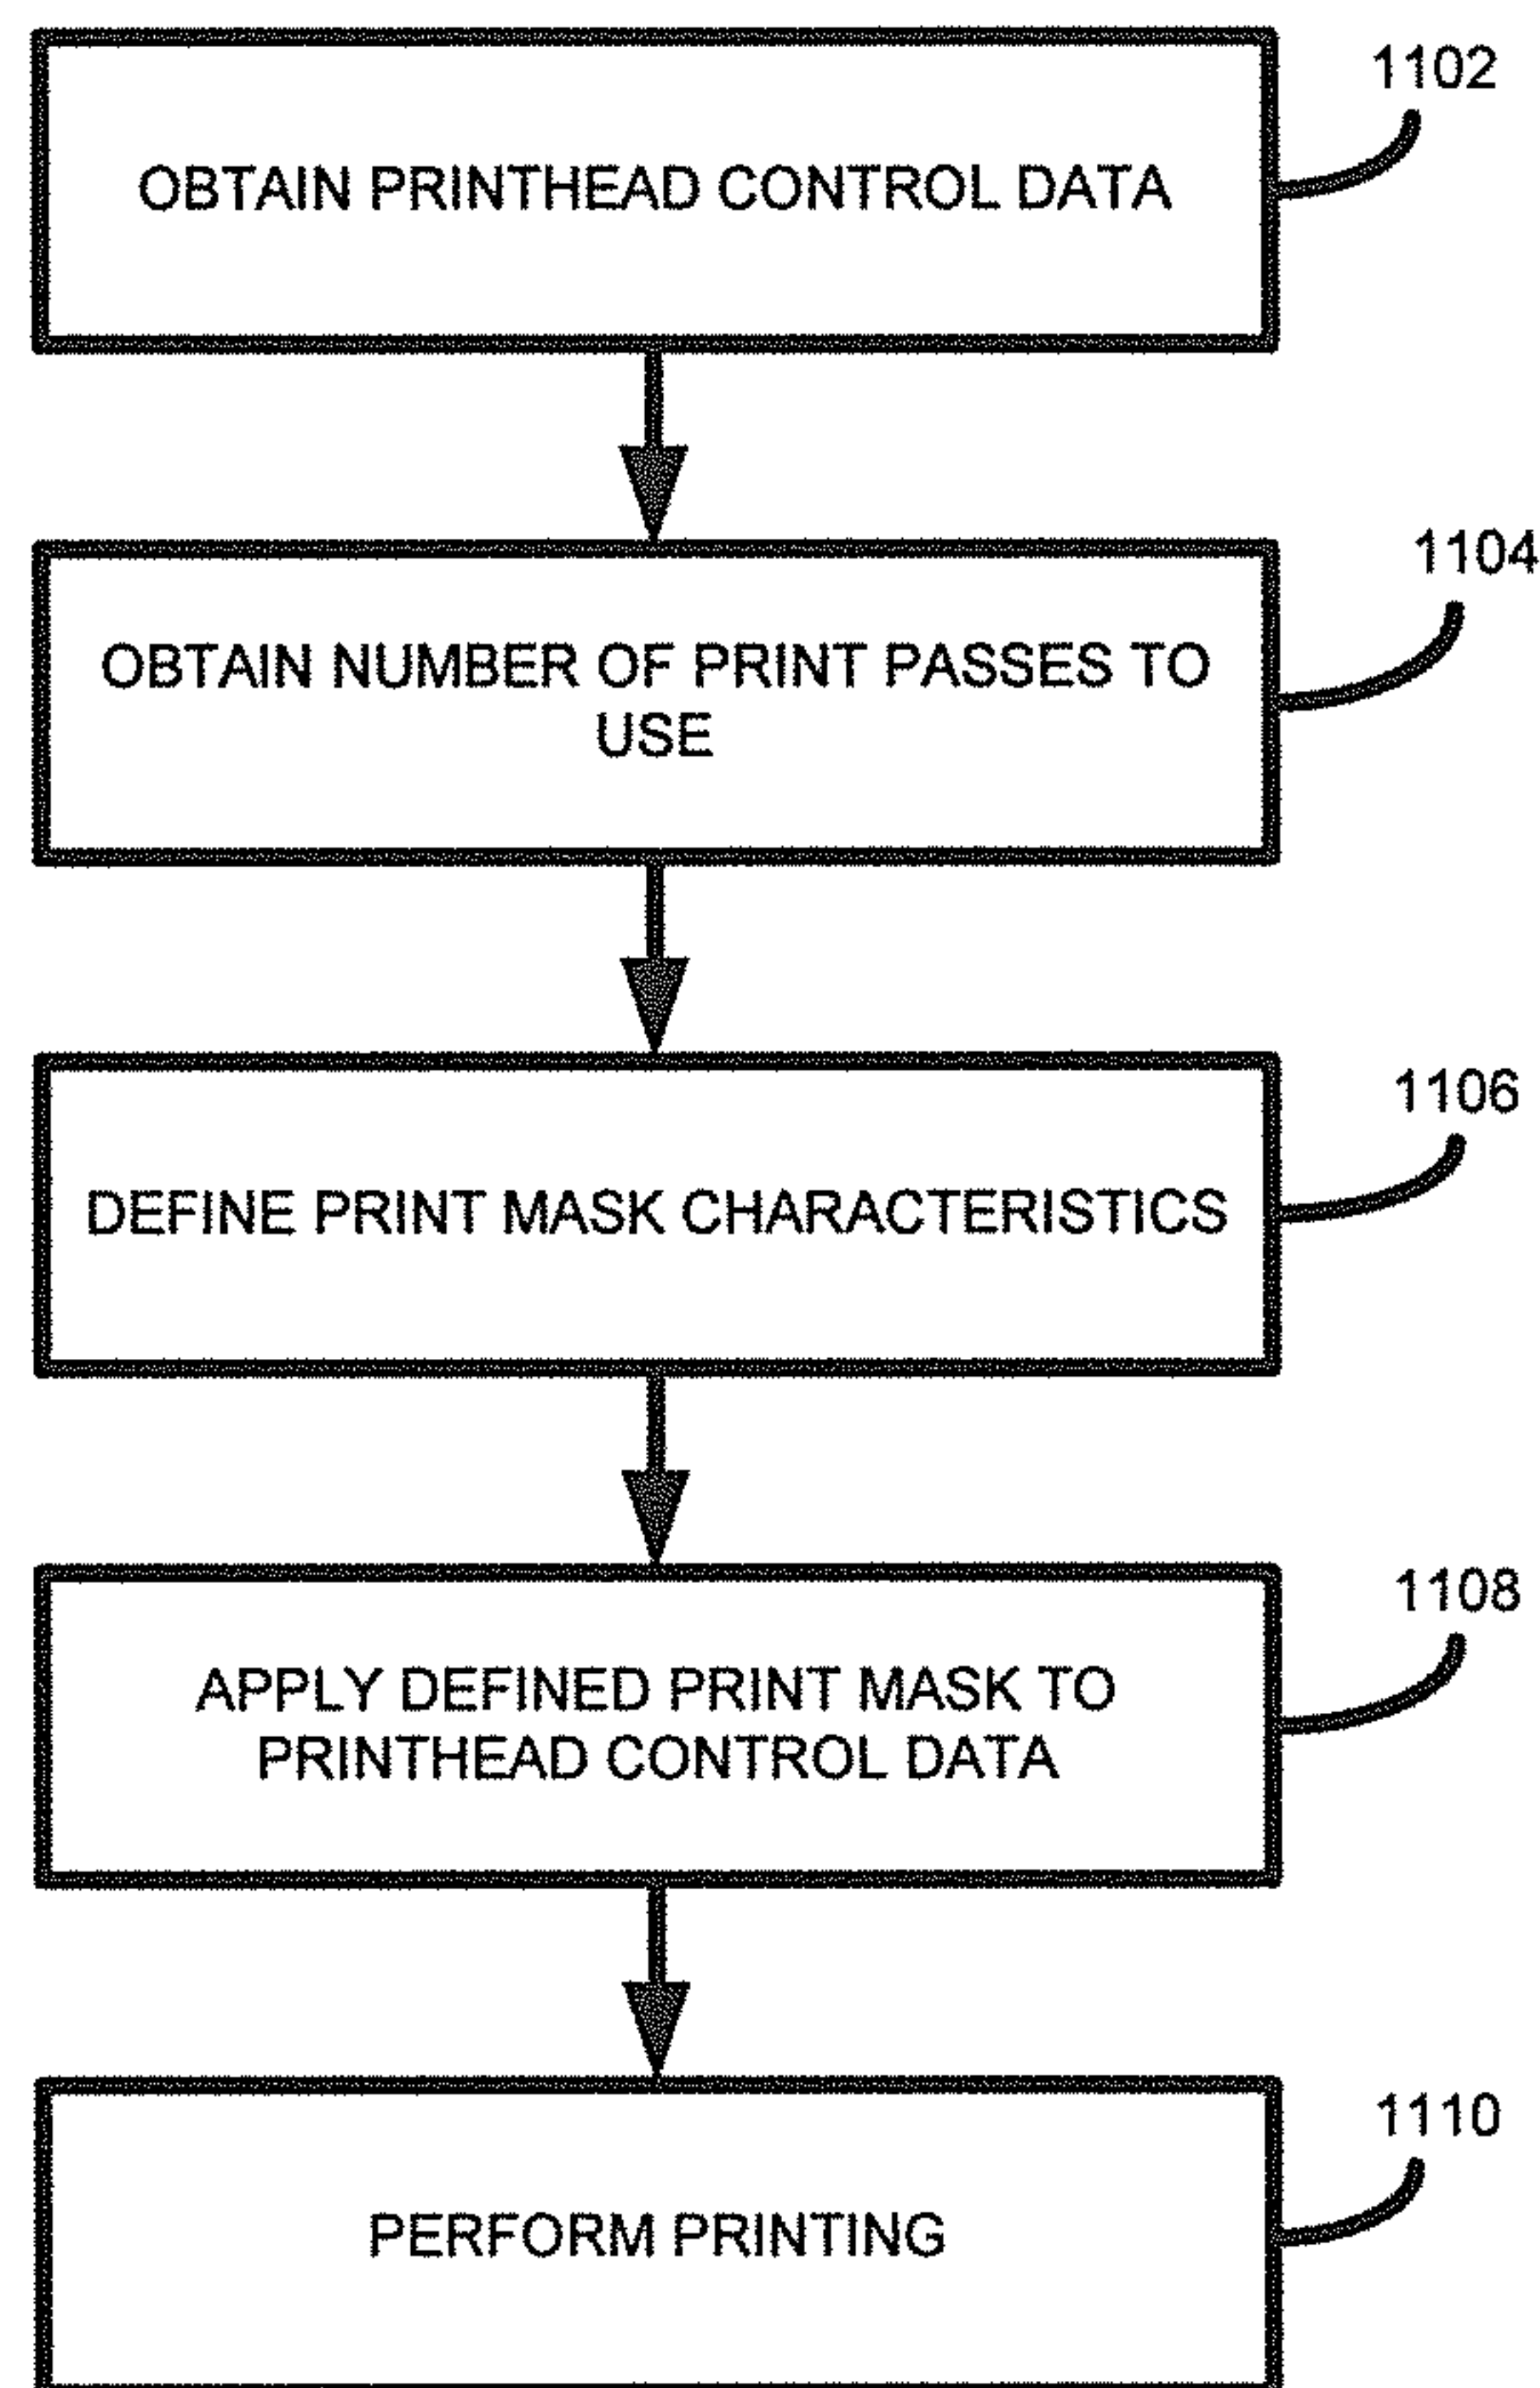 1102
OBTAIN PRINTHEAD CONTROL DATA
1104
OBTAIN NUMBER OF PRINT PASSES TO
USE
1106
DEFINE PRINT MASK CHARACTERISTICS
1108
APPLY DEFINED PRINT MASK TO
PRINTHEAD CONTROL DATA
1110
PERFORM PRINTING